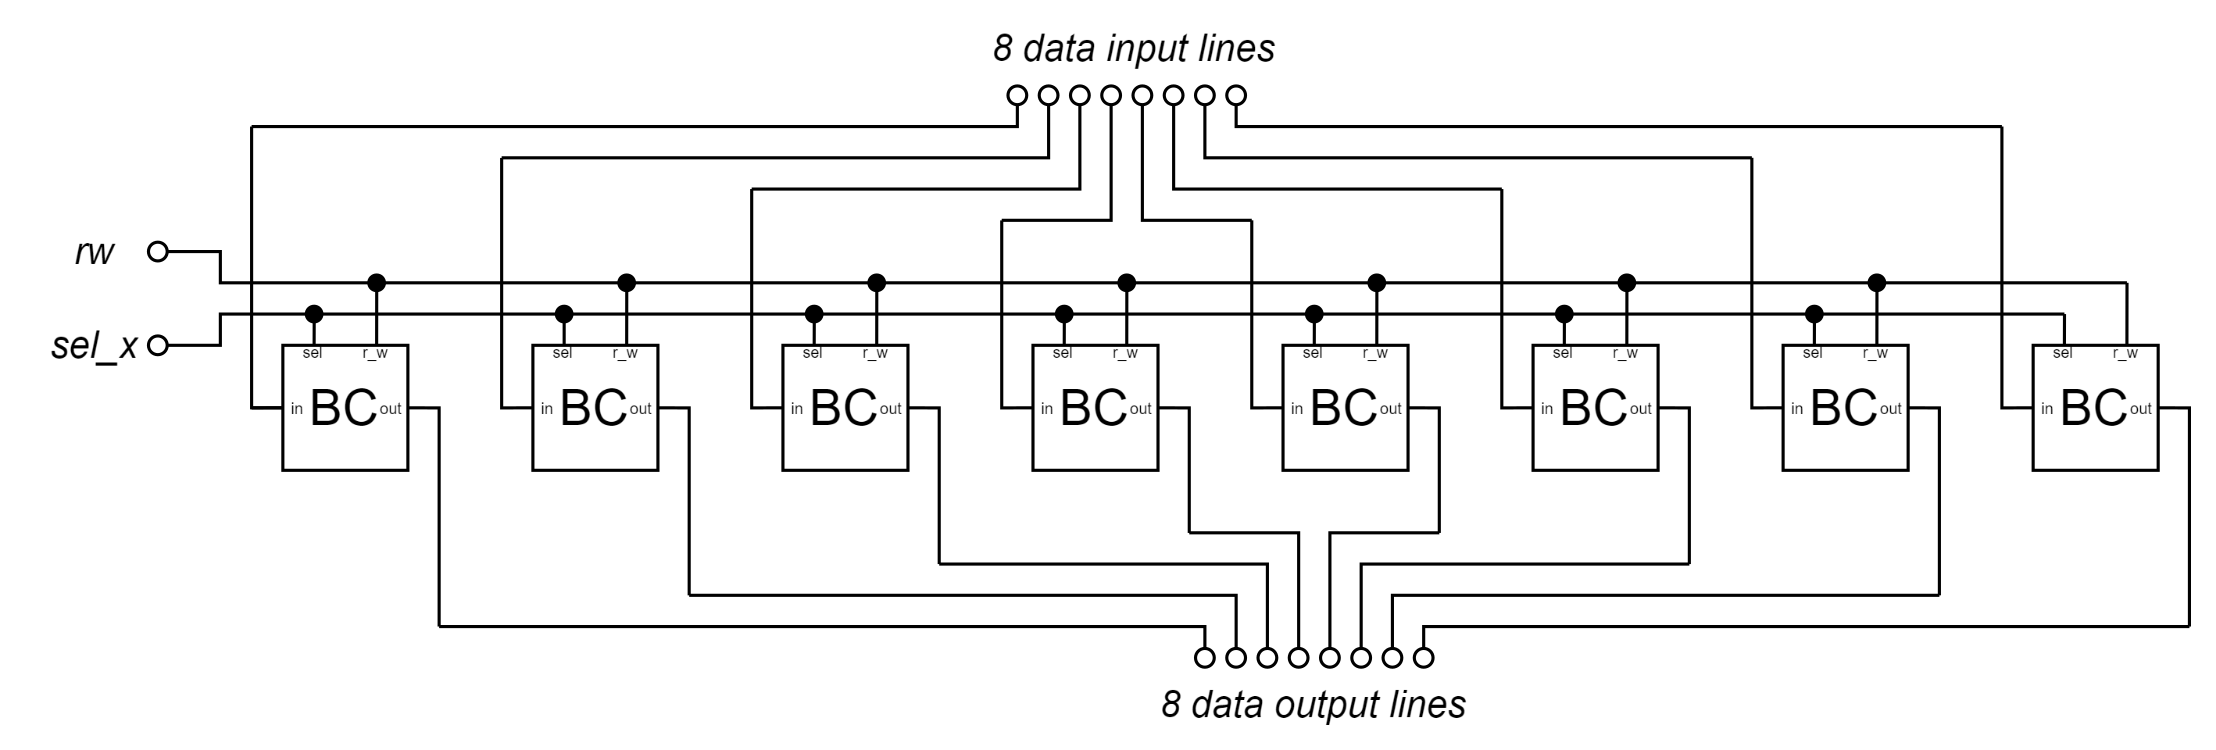 8 data input lines
rw
sel_x
sel r_w sel r_w sel r_w sel r_w sel r_w sel r_w sel r_w sel r_w
in BC out in BC out in BC out in BC out in BC out in BC out in BC out in BC out
8 data output lines